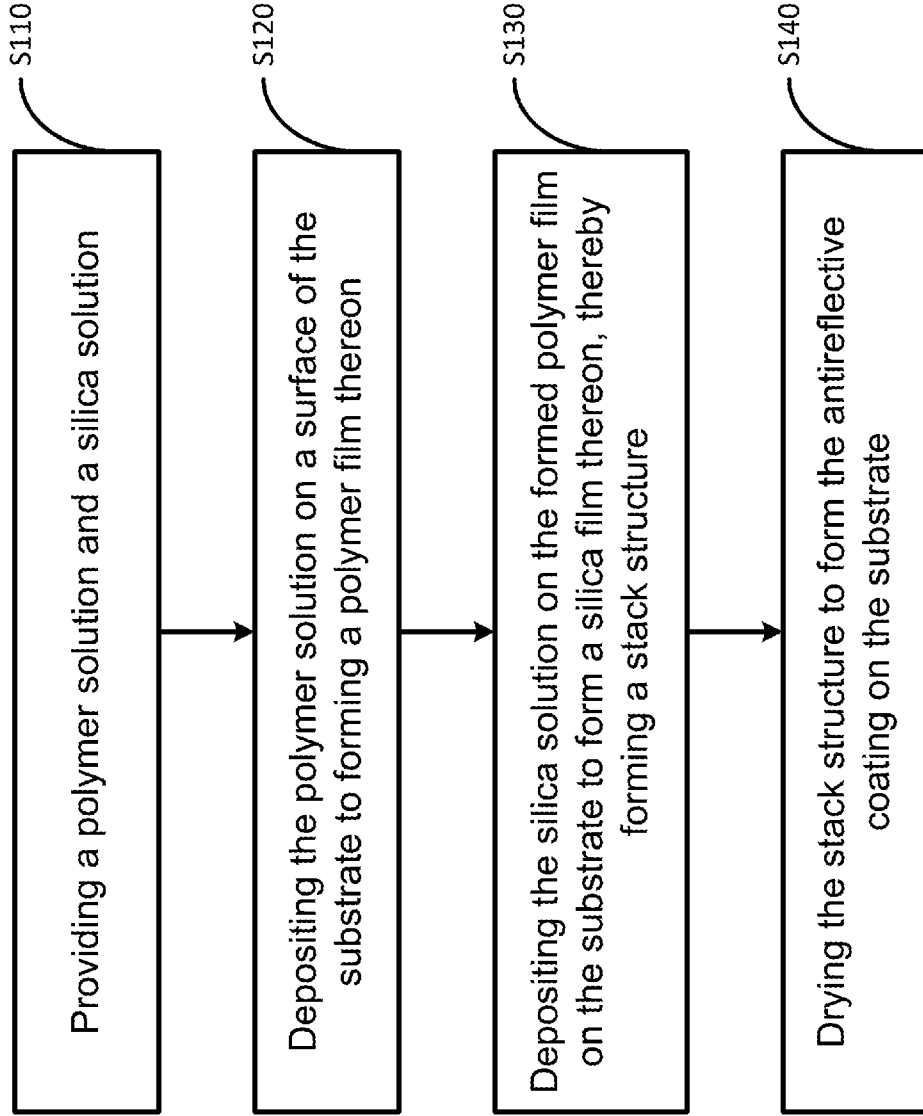 S110
Providing a polymer solution and a silica solution
S120
Depositing the polymer solution on a surface of the
substrate to forming a polymer film thereon
S130
Depositing the silica solution on the formed polymer film
on the substrate to form a silica film thereon, thereby
forming a stack structure
S140
Drying the stack structure to form the antireflective
coating on the substrate